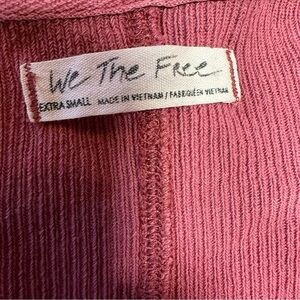 We The Free
EXTRA SMALL MADE IN VIETNAM / FABRIQUÉ EN VIETNAM